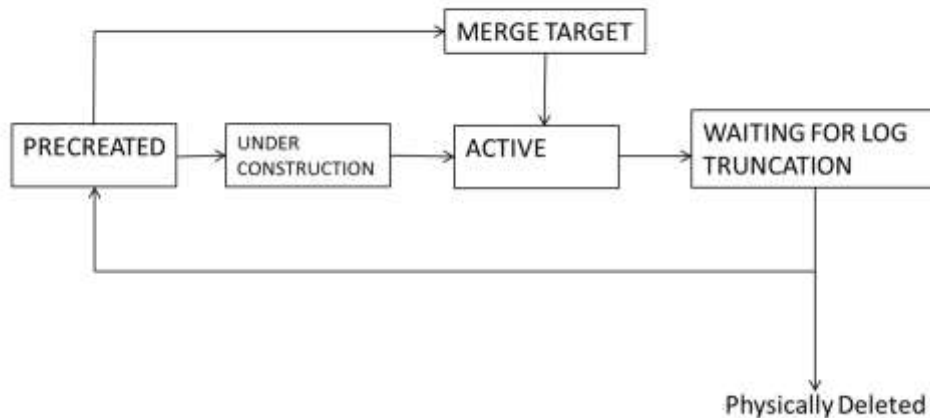 MERGE TARGET
PRECREATED
UNDER
CONSTRUCTION
ACTIVE
WAITING FOR LOG
TRUNCATION
Physically Deleted